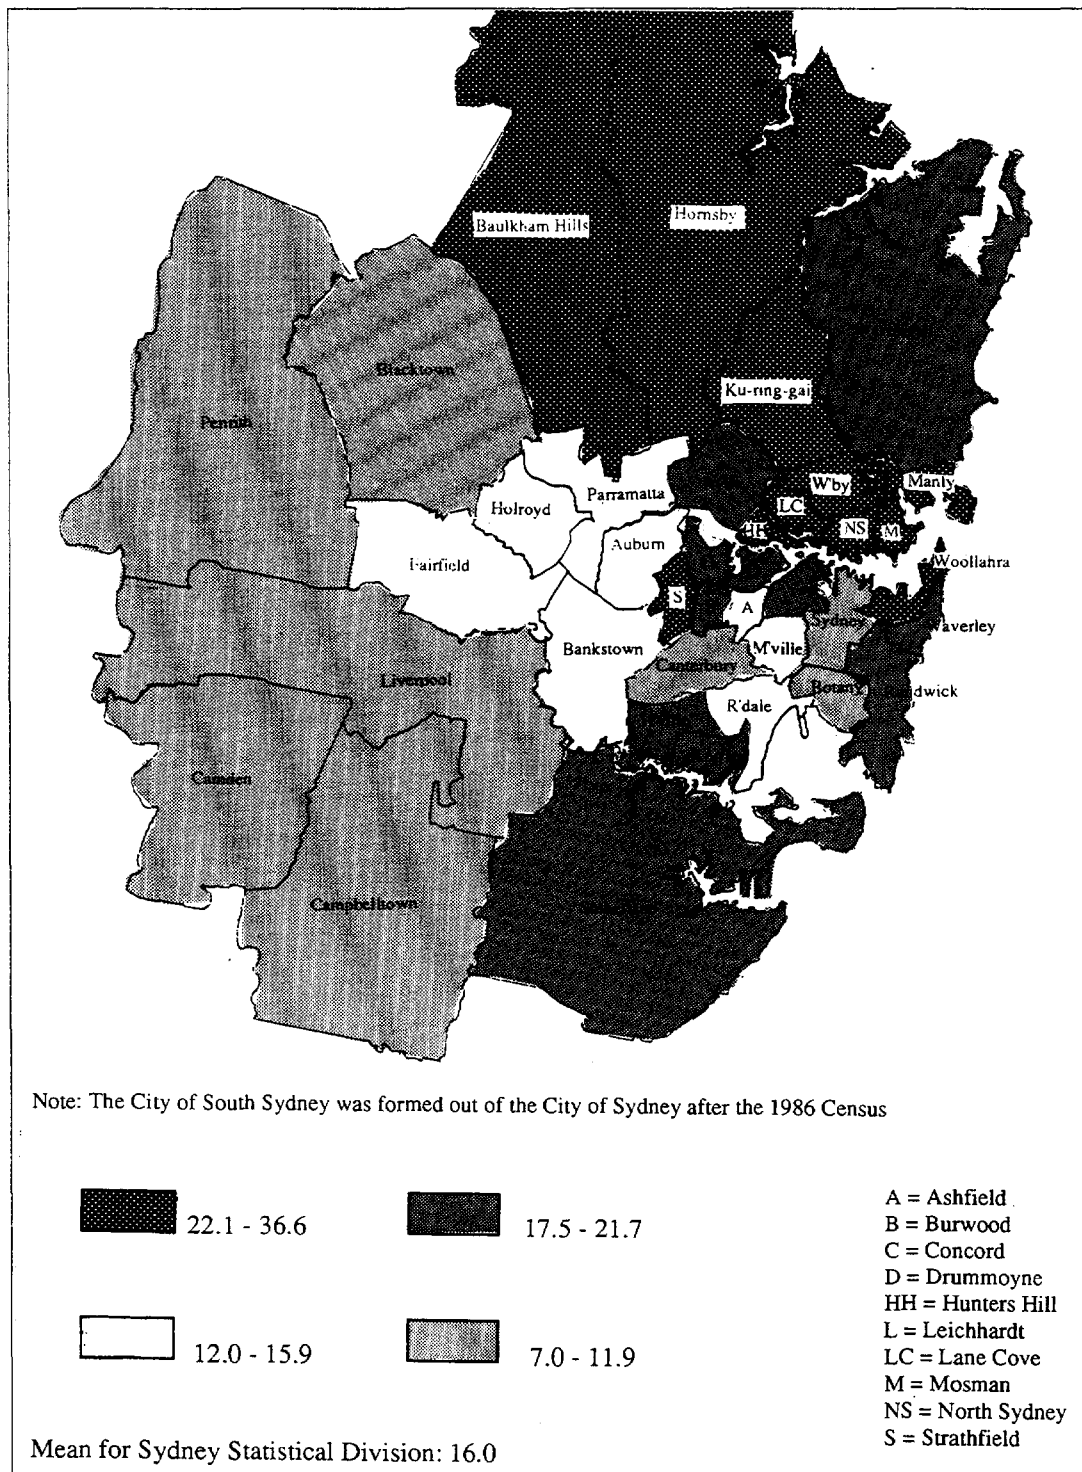 Hornsby
Baulkham Hills
Blacktown
Ku-ring-gai
Penrith
W'by
Manly
Parramatta
LC
Holroyd
NS
M
HH
Auburn
Fairfield
Woollahra
S
A
Sydney
Waverley
Bankstown
M'ville
Canterbury
Liverpool
Botany
R'dale
Camden
Campbelltown
Note: The City of South Sydney was formed out of the City of Sydney after the 1986 Census
22.1 - 36.6
17.5 - 21.7
12.0 - 15.9
7.0 - 11.9
A = Ashfield
B = Burwood
C = Concord
D = Drummoyne
HH = Hunters Hill
L = Leichhardt
LC = Lane Cove
M = Mosman
NS = North Sydney
S = Strathfield
Mean for Sydney Statistical Division: 16.0